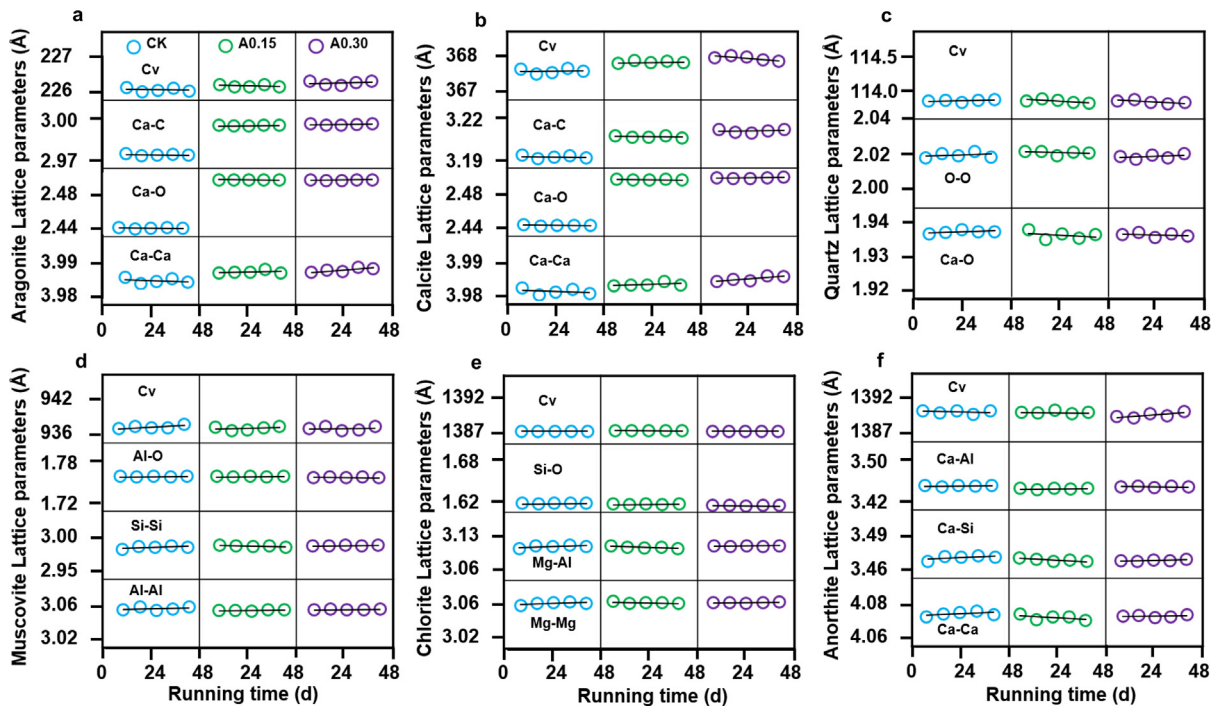 a
Aragonite Lattice parameters (Å)
CK
A0.15
A0.30
227
Cv
226
3.00
Ca-C
2.97
2.48
Ca-O
2.44
3.99
Ca-Ca
3.98
0 24 48 24 48 24 48
b
Calcite Lattice parameters (Å)
Cv
368
367
3.22
Ca-C
3.19
2.48
Ca-O
2.44
3.99
Ca-Ca
3.98
0 24 48 24 48 24 48
c
Quartz Lattice parameters (Å)
Cv
114.5
114.0
2.04
2.02
O-O
2.00
1.94
1.93
Ca-O
1.92
0 24 48 24 48 24 48
d
Muscovite Lattice parameters (Å)
Cv
942
936
Al-O
1.78
1.72
Si-Si
3.00
2.95
Al-Al
3.06
3.02
0 24 48 24 48 24 48
Running time (d)
e
Chlorite Lattice parameters (Å)
1392
Cv
1387
1.68
Si-O
1.62
3.13
Mg-Al
3.06
3.06
Mg-Mg
3.02
0 24 48 24 48 24 48
Running time (d)
f
Anorthite Lattice parameters (Å)
Cv
1392
1387
Ca-Al
3.50
3.42
Ca-Si
3.49
3.46
4.08
Ca-Ca
4.06
0 24 48 24 48 24 48
Running time (d)